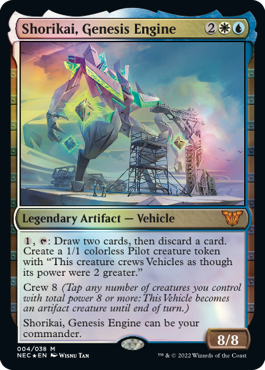 Shorikai, Genesis Engine 2
Legendary Artifact — Vehicle
1, : Draw two cards, then discard a card.
Create a 1/1 colorless Pilot creature token
with “This creature crews Vehicles as though
its power were 2 greater.”
Crew 8 (Tap any number of creatures you
control with total power 8 or more: This Vehicle
becomes an artifact creature until end of turn.)
Shorikai, Genesis Engine can be
your commander.
8/8
004/038 M
NEC ★ EN WISNU TAN
™ & © 2022 Wizards of the Coast